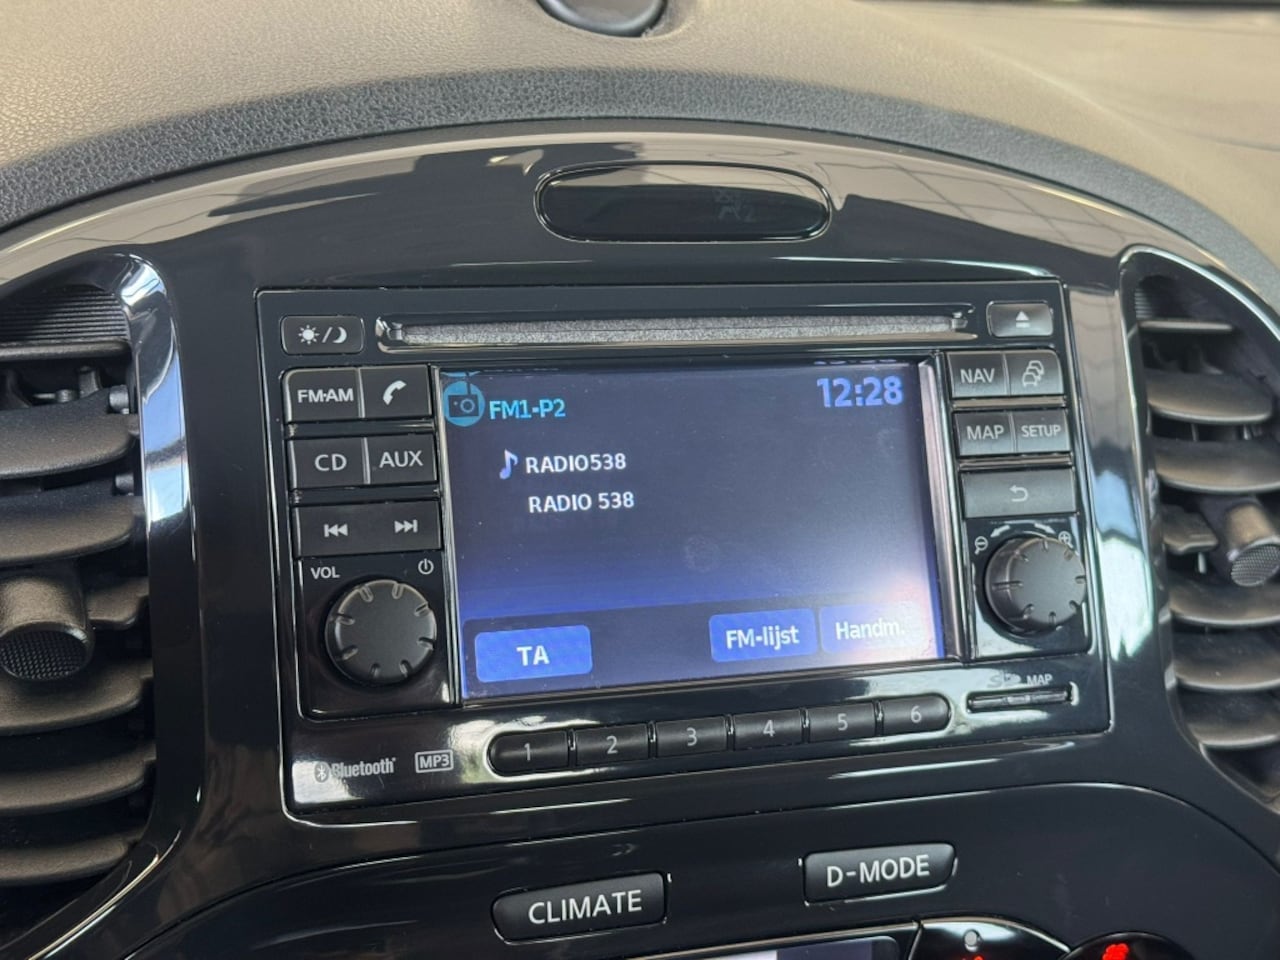 FM·AM
CD AUX
VOL
FM1-P2
12:28
RADIO538
RADIO 538
TA
FM-lijst
Handm.
NAV
MAP SETUP
MAP
1 2 3 4 5 6
Bluetooth MP3
CLIMATE
D-MODE